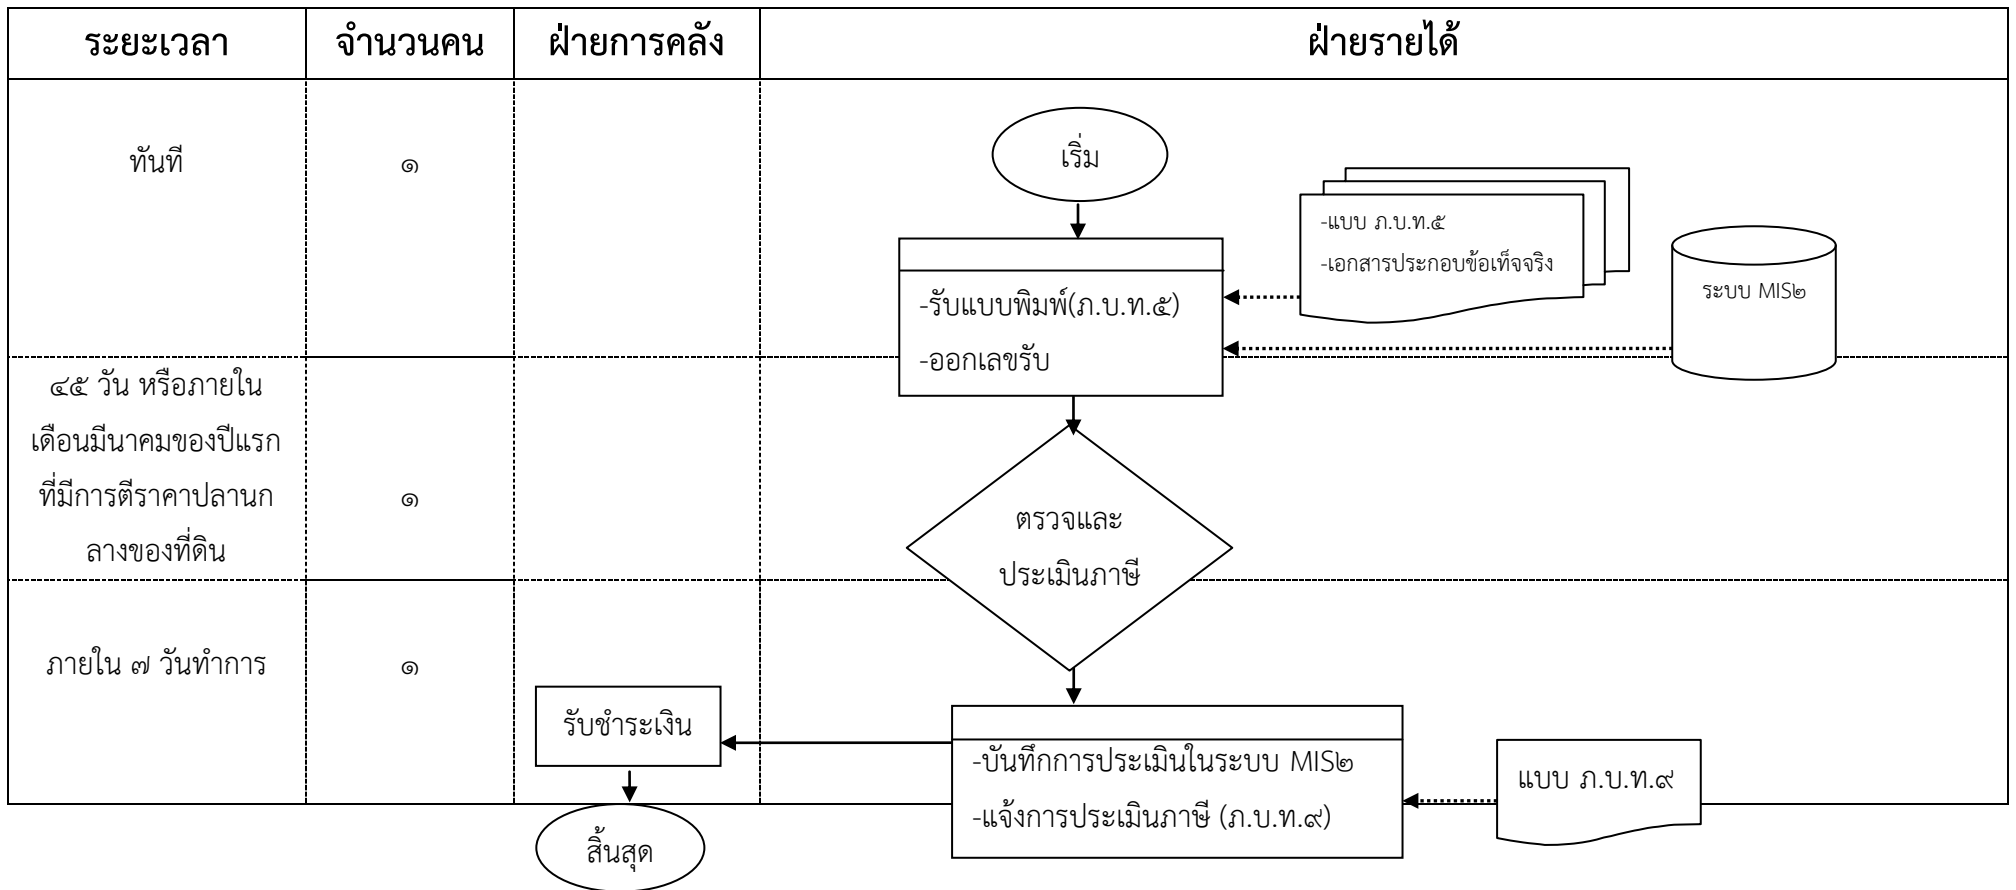 ระยะเวลา จำนวนคน ฝ่ายการคลัง ฝ่ายรายได้
ทันที
๑
เริ่ม
-แบบ ภ.บ.ท.๕
-เอกสารประกอบข้อเท็จจริง
ระบบ MIS๒
-รับแบบพิมพ์(ภ.บ.ท.๕)
-ออกเลขรับ
๔๕ วัน หรือภายใน
เดือนมีนาคมของปีแรก
ที่มีการตีราคาปลานก
ลางของที่ดิน
๑
ตรวจและ
ประเมินภาษี
ภายใน ๗ วันทำการ
๑
รับชำระเงิน
-บันทึกการประเมินในระบบ MIS๒
-แจ้งการประเมินภาษี (ภ.บ.ท.๙)
แบบ ภ.บ.ท.๙
สิ้นสุด